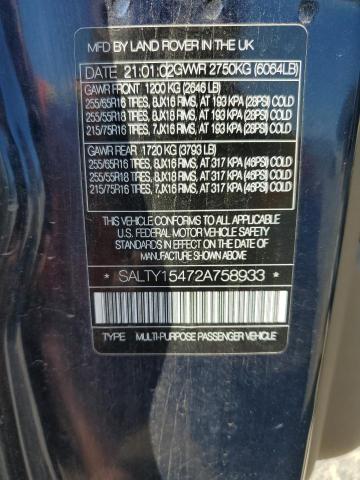 MFD BY LAND ROVER IN THE UK
DATE 21:01:02 GVWR 2750KG (6064LB)
GAWR FRONT 1200 KG (2646 LB)
255/65R16 TIRES, 8JX16 RIMS, AT 193 KPA (28PSI) COLD
255/55R18 TIRES, 8JX18 RIMS, AT 193 KPA (28PSI) COLD
215/75R16 TIRES, 7JX16 RIMS, AT 193 KPA (28PSI) COLD
GAWR REAR 1720 KG (3793 LB)
255/65R16 TIRES, 8JX16 RIMS, AT 317 KPA (46PSI) COLD
255/55R18 TIRES, 8JX18 RIMS, AT 317 KPA (46PSI) COLD
215/75R16 TIRES, 7JX16 RIMS, AT 317 KPA (46PSI) COLD
THIS VEHICLE CONFORMS TO ALL APPLICABLE
U.S. FEDERAL MOTOR VEHICLE SAFETY
STANDARDS IN EFFECT ON THE DATE OF
MANUFACTURE SHOWN ABOVE
* SALTY15472A758933 *
TYPE MULTI-PURPOSE PASSENGER VEHICLE